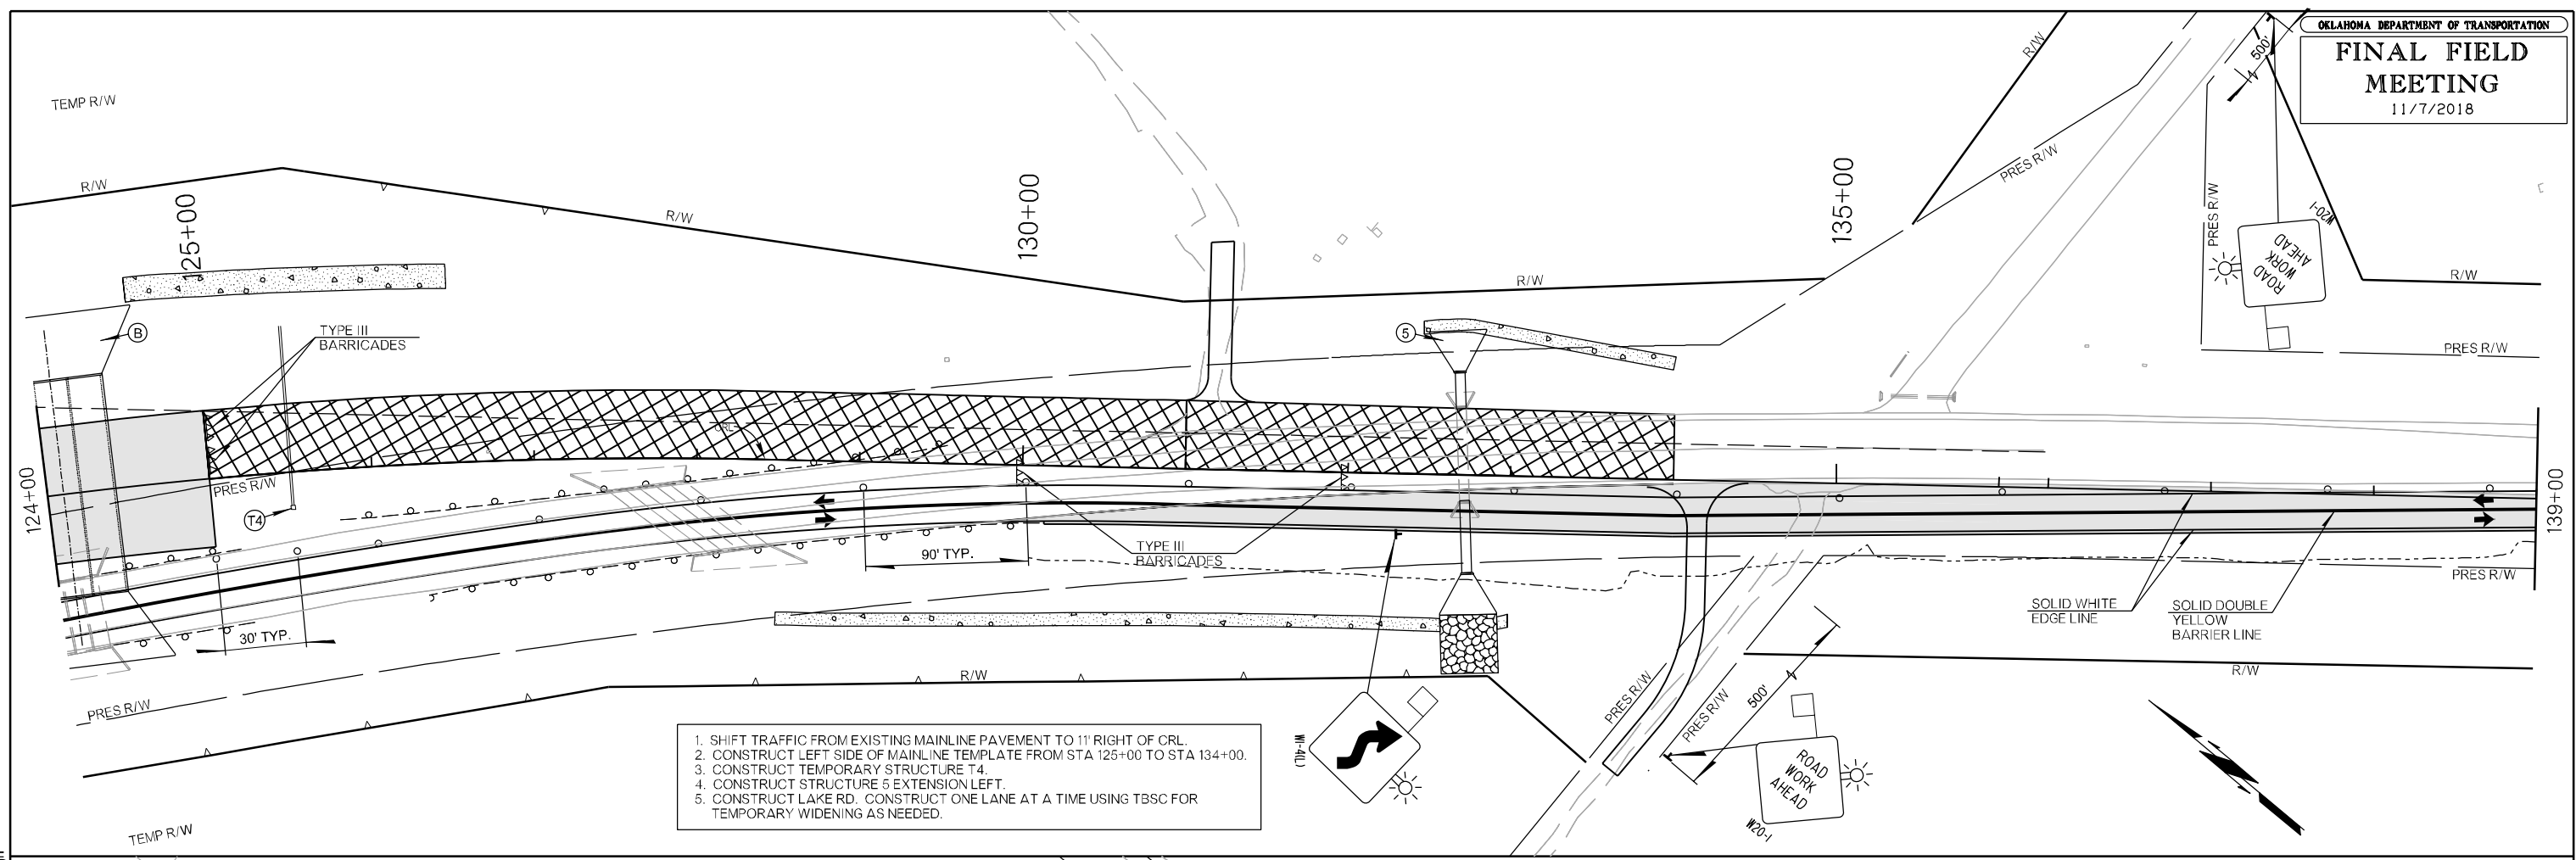 OKLAHOMA DEPARTMENT OF TRANSPORTATION
FINAL FIELD
MEETING
11/7/2018
TEMP R/W
R/W
125+00
R/W
130+00
R/W
135+00
R/W
PRES R/W
500'
PRES R/W
W20-1
ROAD
WORK
AHEAD
R/W
PRES R/W
B
TYPE III
BARRICADES
5
CRL
124+00
PRES R/W
T4
30' TYP.
90' TYP.
TYPE III
BARRICADES
139+00
PRES R/W
SOLID WHITE
EDGE LINE
SOLID DOUBLE
YELLOW
BARRIER LINE
R/W
R/W
PRES R/W
PRES R/W
PRES R/W
500'
W1-4(L)
ROAD
WORK
AHEAD
W20-1
1. SHIFT TRAFFIC FROM EXISTING MAINLINE PAVEMENT TO 11' RIGHT OF CRL.
2. CONSTRUCT LEFT SIDE OF MAINLINE TEMPLATE FROM STA 125+00 TO STA 134+00.
3. CONSTRUCT TEMPORARY STRUCTURE T4.
4. CONSTRUCT STRUCTURE 5 EXTENSION LEFT.
5. CONSTRUCT LAKE RD. CONSTRUCT ONE LANE AT A TIME USING TBSC FOR
TEMPORARY WIDENING AS NEEDED.
TEMP R/W